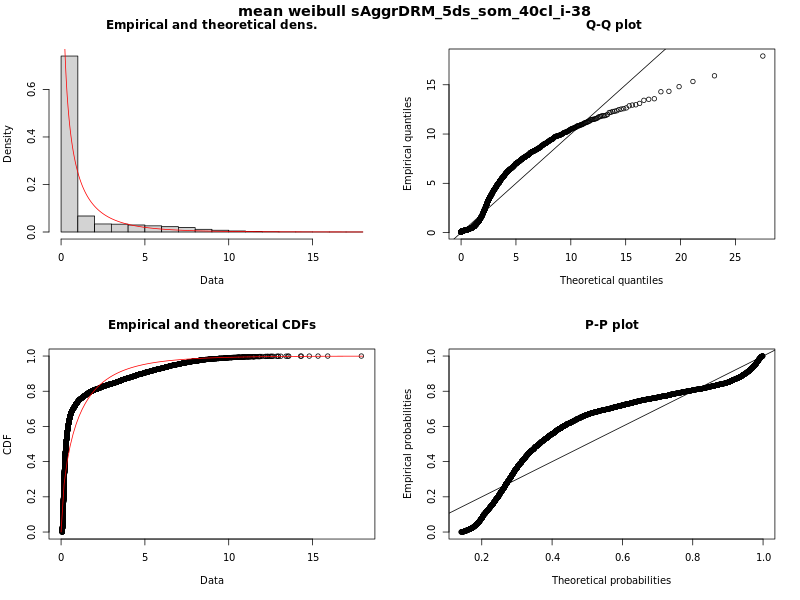 mean weibull sAggrDRM_5ds_som_40cl_i-38
Empirical and theoretical dens.
Density
0.0 0.2 0.4 0.6
0 5 10 15
Data
Q-Q plot
Empirical quantiles
0 5 10 15
0 5 10 15 20 25
Theoretical quantiles
Empirical and theoretical CDFs
CDF
0.0 0.2 0.4 0.6 0.8 1.0
0 5 10 15
Data
P-P plot
Empirical probabilities
0.0 0.2 0.4 0.6 0.8 1.0
0.2 0.4 0.6 0.8 1.0
Theoretical probabilities